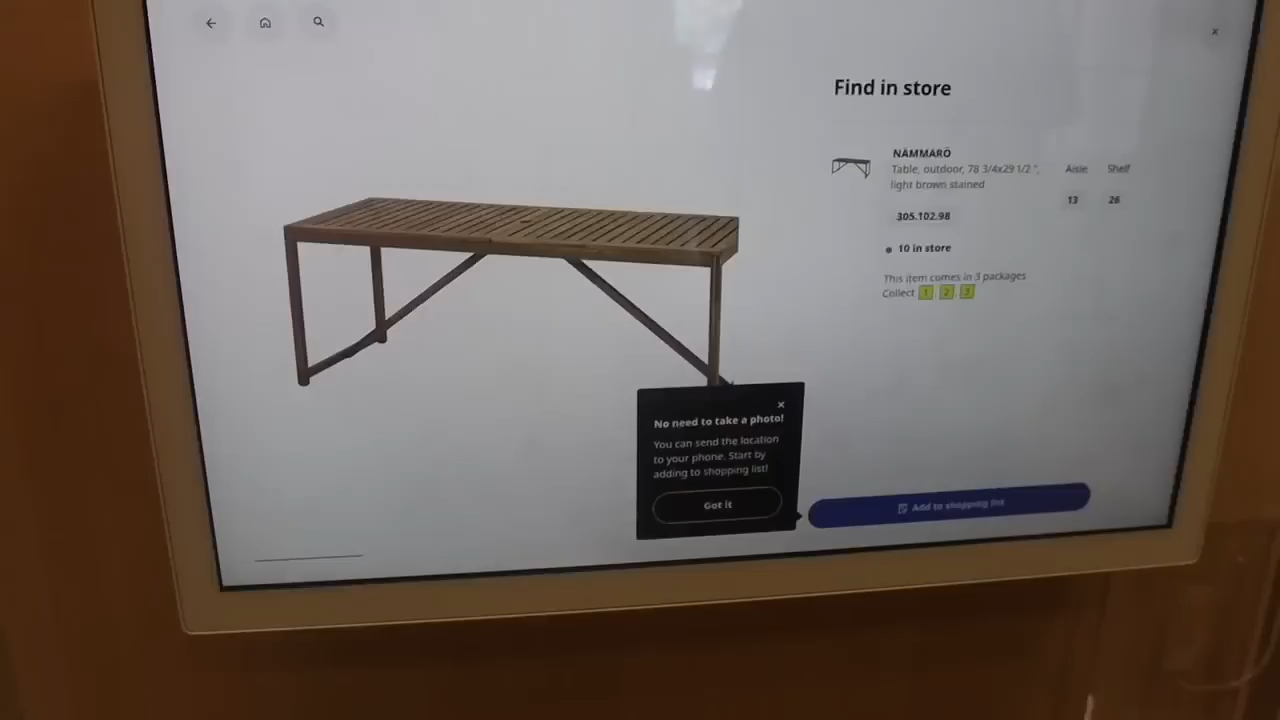 Find in store
NÄMMARÖ
Table, outdoor, 78 3/4x29 1/2 ",
light brown stained
Aisle Shelf
13 26
305.102.98
10 in store
This item comes in 3 packages
Collect 1 2 3
No need to take a photo!
You can send the location
to your phone. Start by
adding to shopping list!
Got it
Add to shopping list